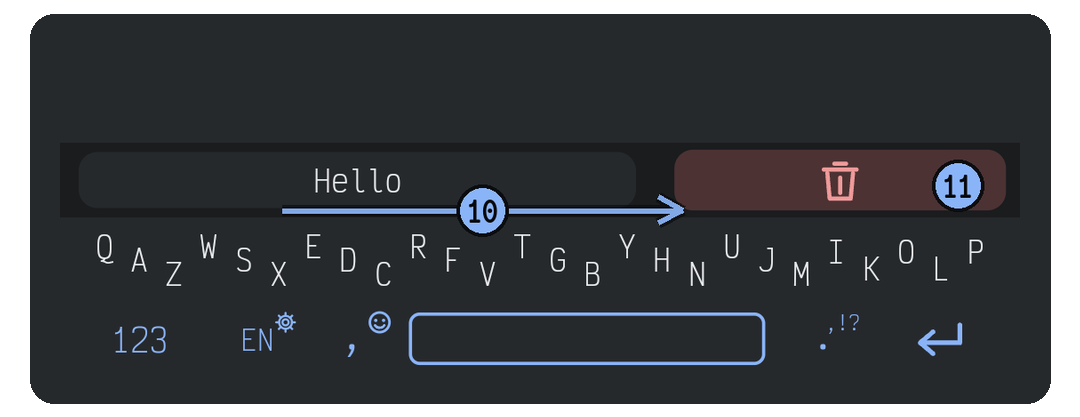 Hello
10 11
Q A Z W S X E D C R F V T G B Y H N U J M I K O L P
123 EN , . ,!?